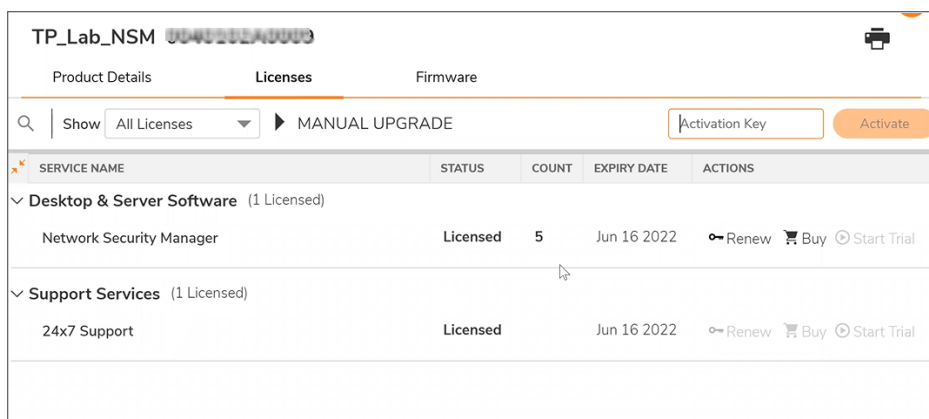 TP_Lab_NSM
Product Details Licenses Firmware
Show All Licenses MANUAL UPGRADE Activation Key Activate
SERVICE NAME STATUS COUNT EXPIRY DATE ACTIONS
Desktop & Server Software (1 Licensed)
Network Security Manager Licensed 5 Jun 16 2022 Renew Buy Start Trial
Support Services (1 Licensed)
24x7 Support Licensed Jun 16 2022 Renew Buy Start Trial